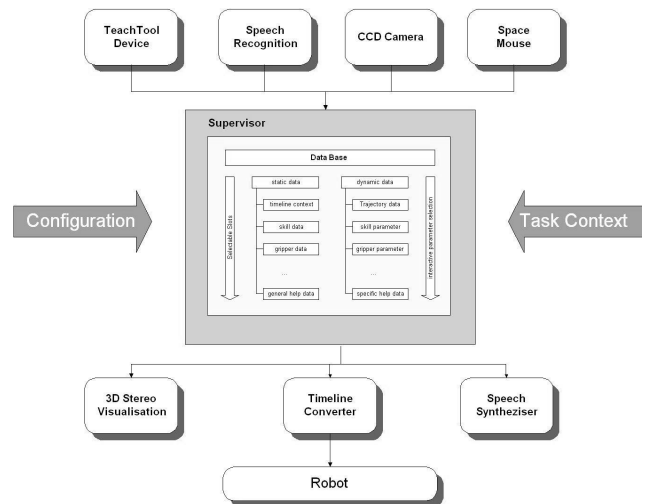 TeachTool
Device
Speech
Recognition
CCD Camera
Space
Mouse
Supervisor
Data Base
static data
dynamic data
timeline context
Trajectory data
skill data
skill parameter
gripper data
gripper parameter
...
...
general help data
specific help data
Selectable Slots
interactive parameter selection
Configuration
Task Context
3D Stereo
Visualisation
Timeline
Converter
Speech
Syntheziser
Robot